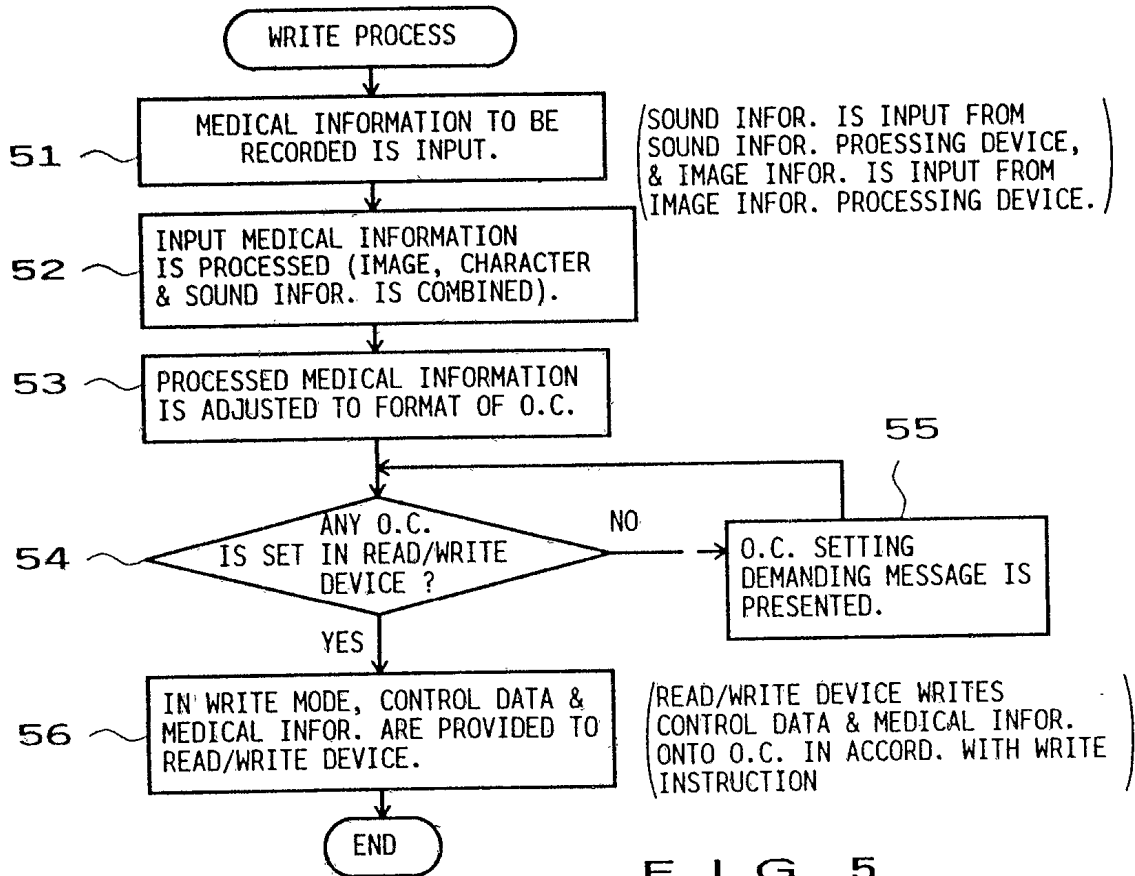 WRITE PROCESS
51
MEDICAL INFORMATION TO BE
RECORDED IS INPUT.
(SOUND INFOR. IS INPUT FROM
SOUND INFOR. PROESSING DEVICE,
& IMAGE INFOR. IS INPUT FROM
IMAGE INFOR. PROCESSING DEVICE.)
52
INPUT MEDICAL INFORMATION
IS PROCESSED (IMAGE, CHARACTER
& SOUND INFOR. IS COMBINED).
53
PROCESSED MEDICAL INFORMATION
IS ADJUSTED TO FORMAT OF O.C.
54
ANY O.C.
IS SET IN READ/WRITE
DEVICE ?
NO
55
O.C. SETTING
DEMANDING MESSAGE IS
PRESENTED.
YES
56
IN WRITE MODE, CONTROL DATA &
MEDICAL INFOR. ARE PROVIDED TO
READ/WRITE DEVICE.
(READ/WRITE DEVICE WRITES
CONTROL DATA & MEDICAL INFOR.
ONTO O.C. IN ACCORD. WITH WRITE
INSTRUCTION)
END
FIG. 5